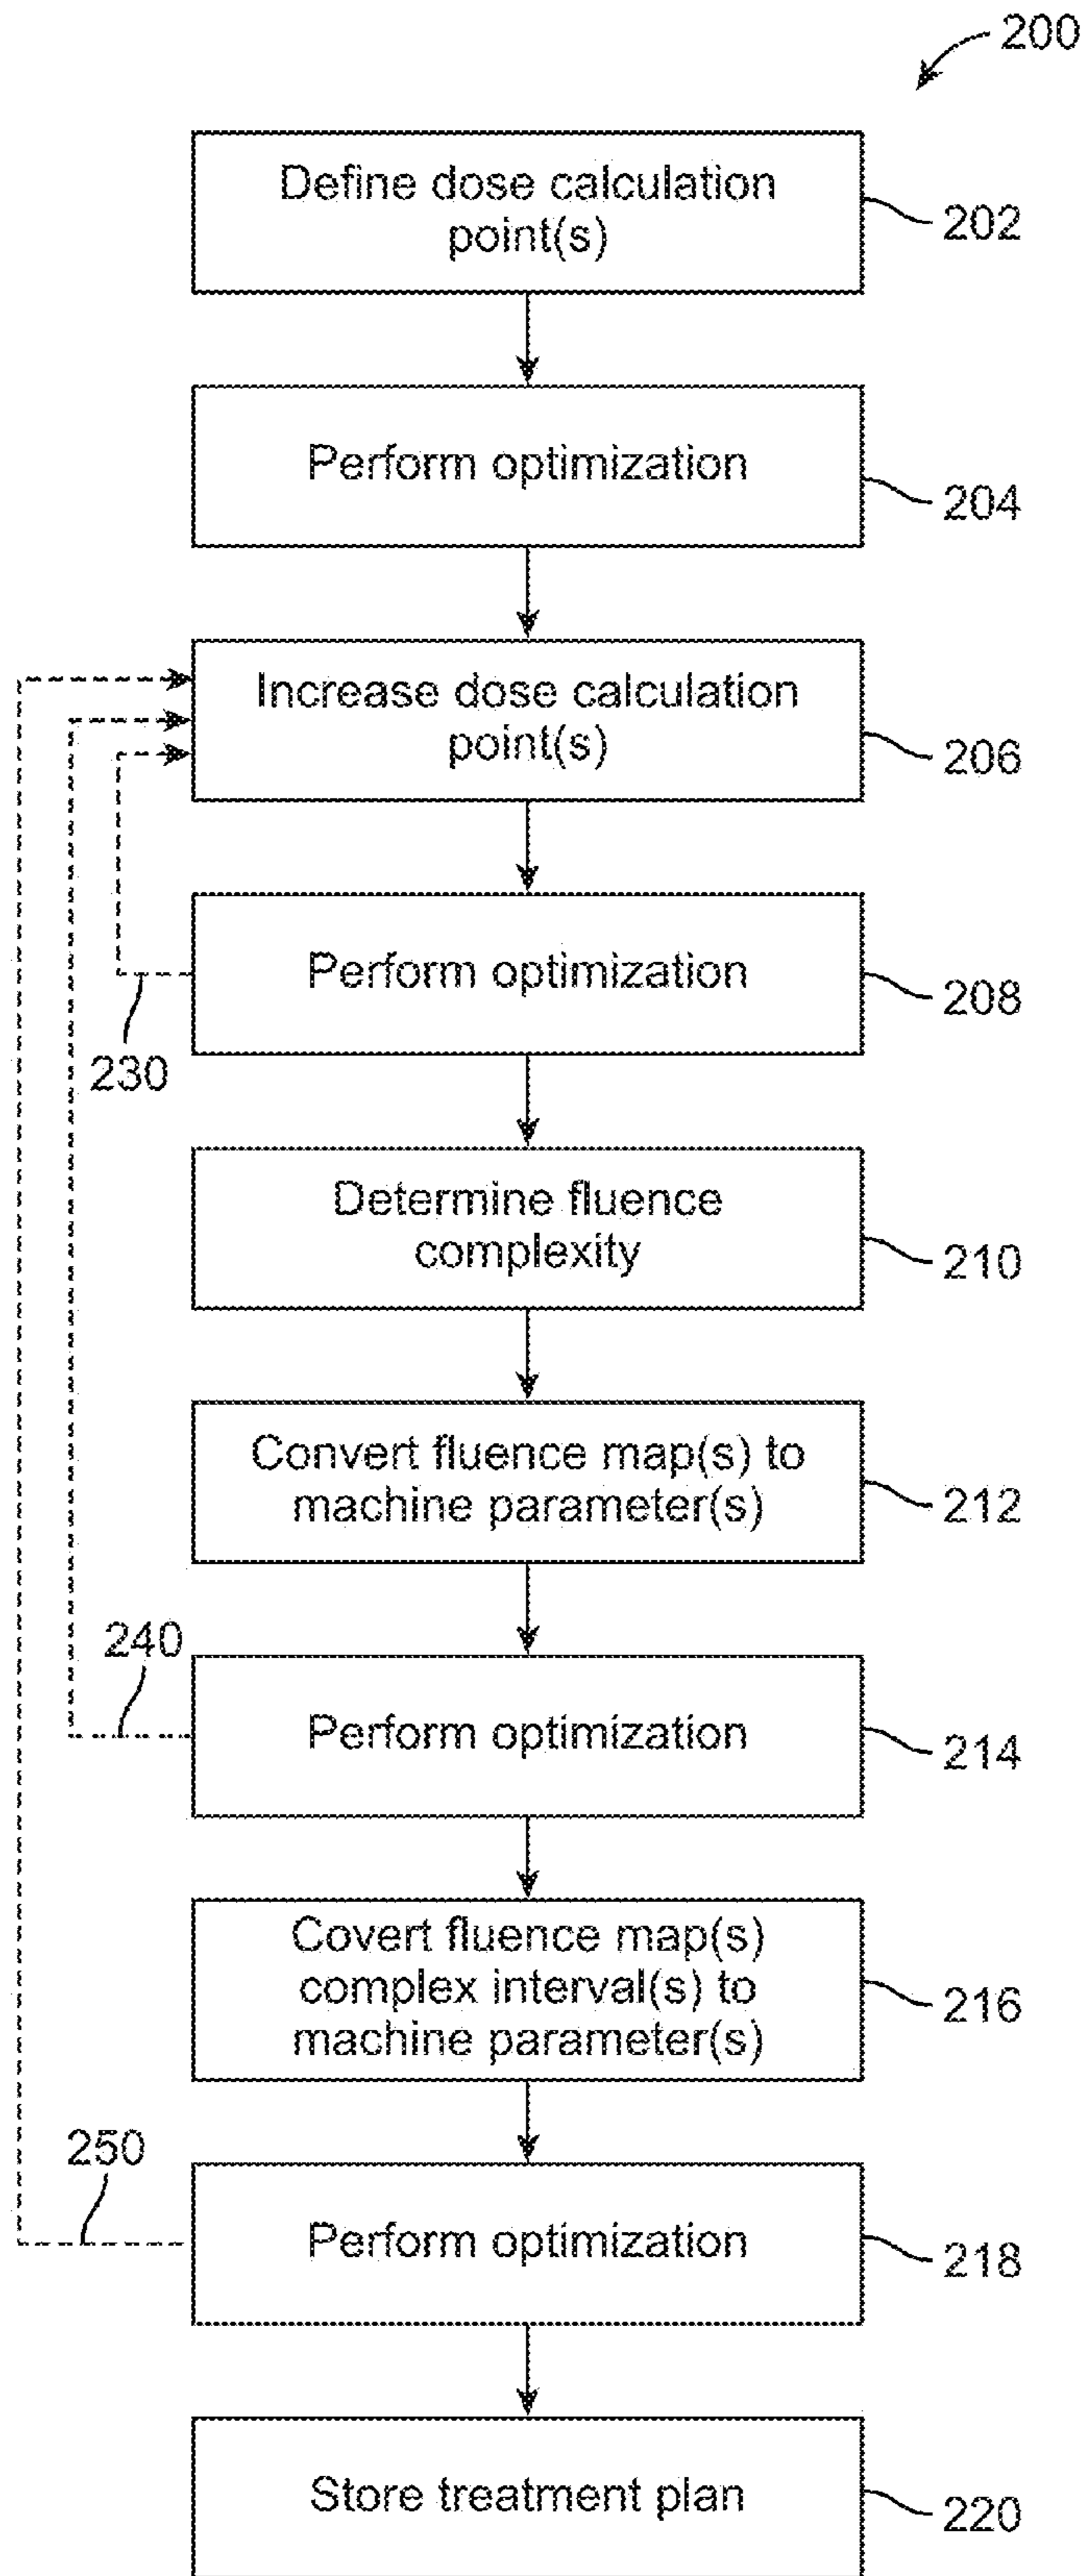 200
Define dose calculation
point(s)
202
Perform optimization
204
Increase dose calculation
point(s)
206
Perform optimization
208
230
Determine fluence
complexity
210
Convert fluence map(s) to
machine parameter(s)
212
240
Perform optimization
214
Covert fluence map(s)
complex interval(s) to
machine parameter(s)
216
250
Perform optimization
218
Store treatment plan
220